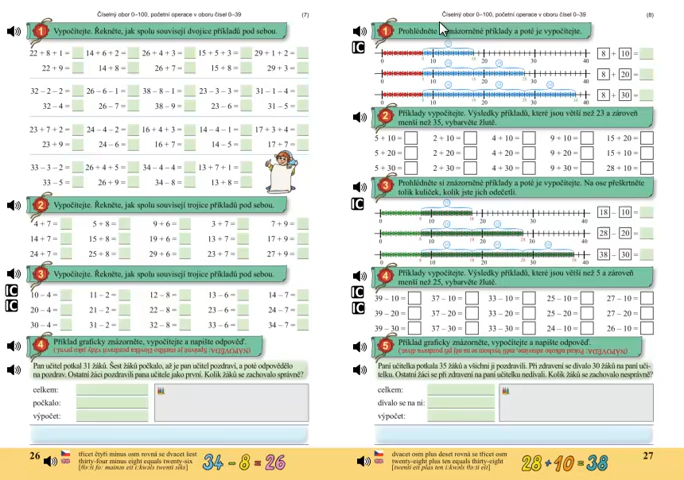 Číselný obor 0–100, početní operace v oboru čísel 0–39
(7)
1 Vypočítejte. Řekněte, jak spolu souvisejí dvojice příkladů pod sebou.
22 + 8 + 1 = 14 + 6 + 2 = 26 + 4 + 3 = 15 + 5 + 3 = 29 + 1 + 2 =
22 + 9 = 14 + 8 = 26 + 7 = 15 + 8 = 29 + 3 =
32 – 2 – 2 = 26 – 6 – 1 = 38 – 8 – 1 = 23 – 3 – 3 = 31 – 1 – 4 =
32 – 4 = 26 – 7 = 38 – 9 = 23 – 6 = 31 – 5 =
23 + 7 + 2 = 24 – 4 – 2 = 16 + 4 + 3 = 14 – 4 – 1 = 17 + 3 + 4 =
23 + 9 = 24 – 6 = 16 + 7 = 14 – 5 = 17 + 7 =
33 – 3 – 2 = 26 + 4 + 5 = 34 – 4 – 4 = 13 + 7 + 1 =
33 – 5 = 26 + 9 = 34 – 8 = 13 + 8 =
2 Vypočítejte. Řekněte, jak spolu souvisejí trojice příkladů pod sebou.
4 + 7 = 5 + 8 = 9 + 6 = 3 + 7 = 7 + 9 =
14 + 7 = 15 + 8 = 19 + 6 = 13 + 7 = 17 + 9 =
24 + 7 = 25 + 8 = 29 + 6 = 23 + 7 = 27 + 9 =
3 Vypočítejte. Řekněte, jak spolu souvisejí trojice příkladů pod sebou.
10 – 4 = 11 – 2 = 12 – 8 = 13 – 6 = 14 – 7 =
20 – 4 = 21 – 2 = 22 – 8 = 23 – 6 = 24 – 7 =
30 – 4 = 31 – 2 = 32 – 8 = 33 – 6 = 34 – 7 =
4 Příklad graficky znázorněte, vypočítejte a napište odpověď.
Pan učitel potkal 31 žáků. Šest žáků počkalo, až je pan učitel pozdraví, a poté odpovědělo
na pozdrav. Ostatní žáci pozdravili pana učitele jako první. Kolik žáků se zachovalo správně?
celkem:
počkalo:
výpočet:
26
třicet čtyři minus osm rovná se dvacet šest
thirty-four minus eight equals twenty-six
34 – 8 = 26
Číselný obor 0–100, početní operace v oboru čísel 0–39
(8)
1 Prohlédněte si znázorněné příklady a poté je vypočítejte.
8 + 10 =
8 + 20 =
8 + 30 =
2 Příklady vypočítejte. Výsledky příkladů, které jsou větší než 23 a zároveň
menší než 35, vybarvěte žlutě.
5 + 10 = 2 + 10 = 4 + 10 = 9 + 10 = 15 + 20 =
5 + 20 = 2 + 20 = 4 + 20 = 9 + 20 = 15 + 10 =
5 + 30 = 2 + 30 = 4 + 30 = 9 + 30 = 28 + 10 =
3 Prohlédněte si znázorněné příklady a poté je vypočítejte. Na ose přeškrtněte
tolik kuliček, kolik jste jich odečetli.
18 – 10 =
28 – 20 =
38 – 30 =
4 Příklady vypočítejte. Výsledky příkladů, které jsou větší než 5 a zároveň
menší než 25, vybarvěte žlutě.
39 – 10 = 37 – 10 = 33 – 10 = 25 – 10 = 27 – 10 =
39 – 20 = 37 – 20 = 33 – 20 = 25 – 20 = 27 – 20 =
39 – 30 = 37 – 30 = 33 – 30 = 24 – 10 = 26 – 10 =
5 Příklad graficky znázorněte, vypočítejte a napište odpověď.
Paní učitelka potkala 35 žáků a všichni ji pozdravili. Při zdravení se dívalo 30 žáků na paní uči-
telku. Ostatní žáci se při zdravení na paní učitelku nedívali. Kolik žáků se zachovalo nesprávně?
celkem:
dívalo se na ni:
výpočet:
dvacet osm plus deset rovná se třicet osm
twenty-eight plus ten equals thirty-eight
28 + 10 = 38
27